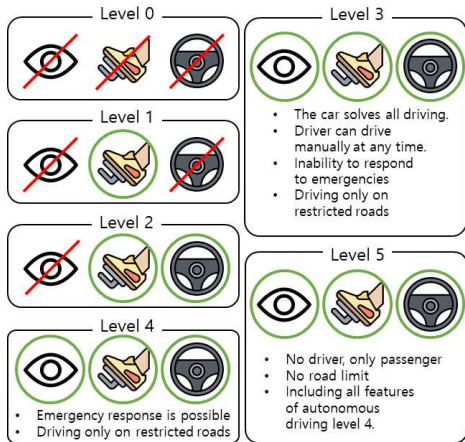 Level 0
Level 1
Level 2
Level 4
• Emergency response is possible
• Driving only on restricted roads
Level 3
• The car solves all driving.
• Driver can drive
manually at any time.
• Inability to respond
to emergencies
• Driving only on
restricted roads
Level 5
• No driver, only passenger
• No road limit
• Including all features
of autonomous
driving level 4.